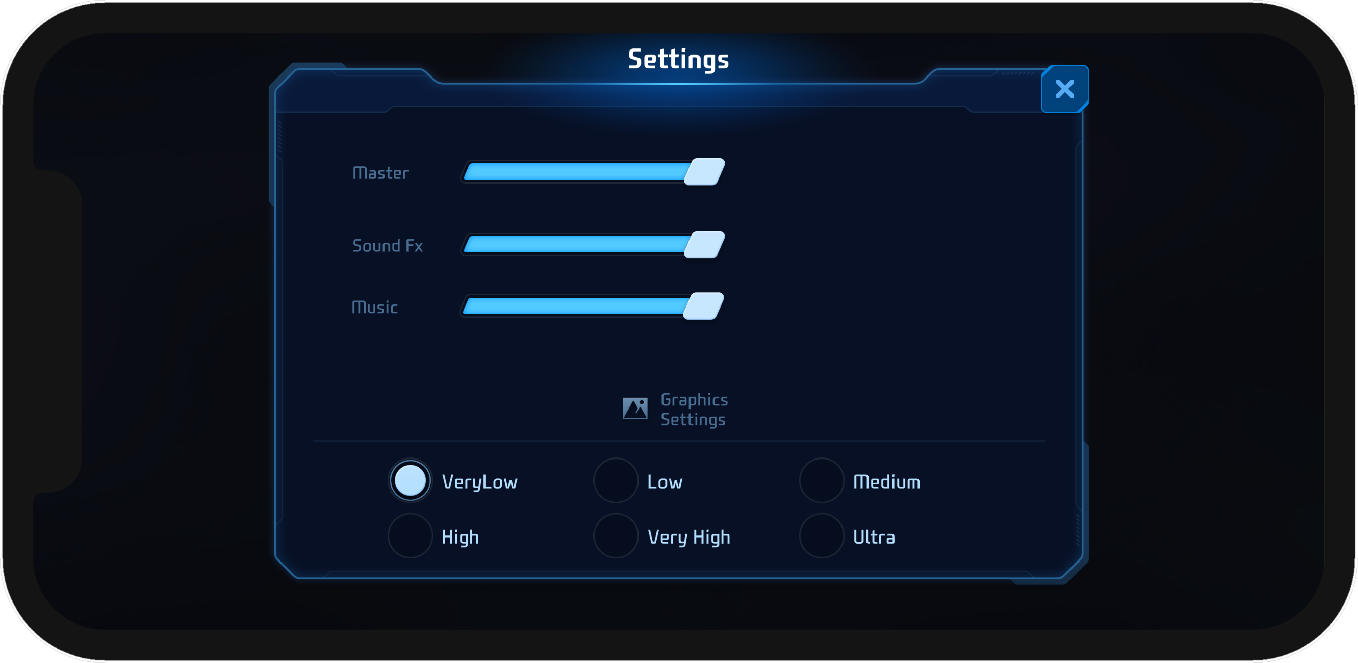 Settings
Master
Sound Fx
Music
Graphics
Settings
VeryLow
Low
Medium
High
Very High
Ultra